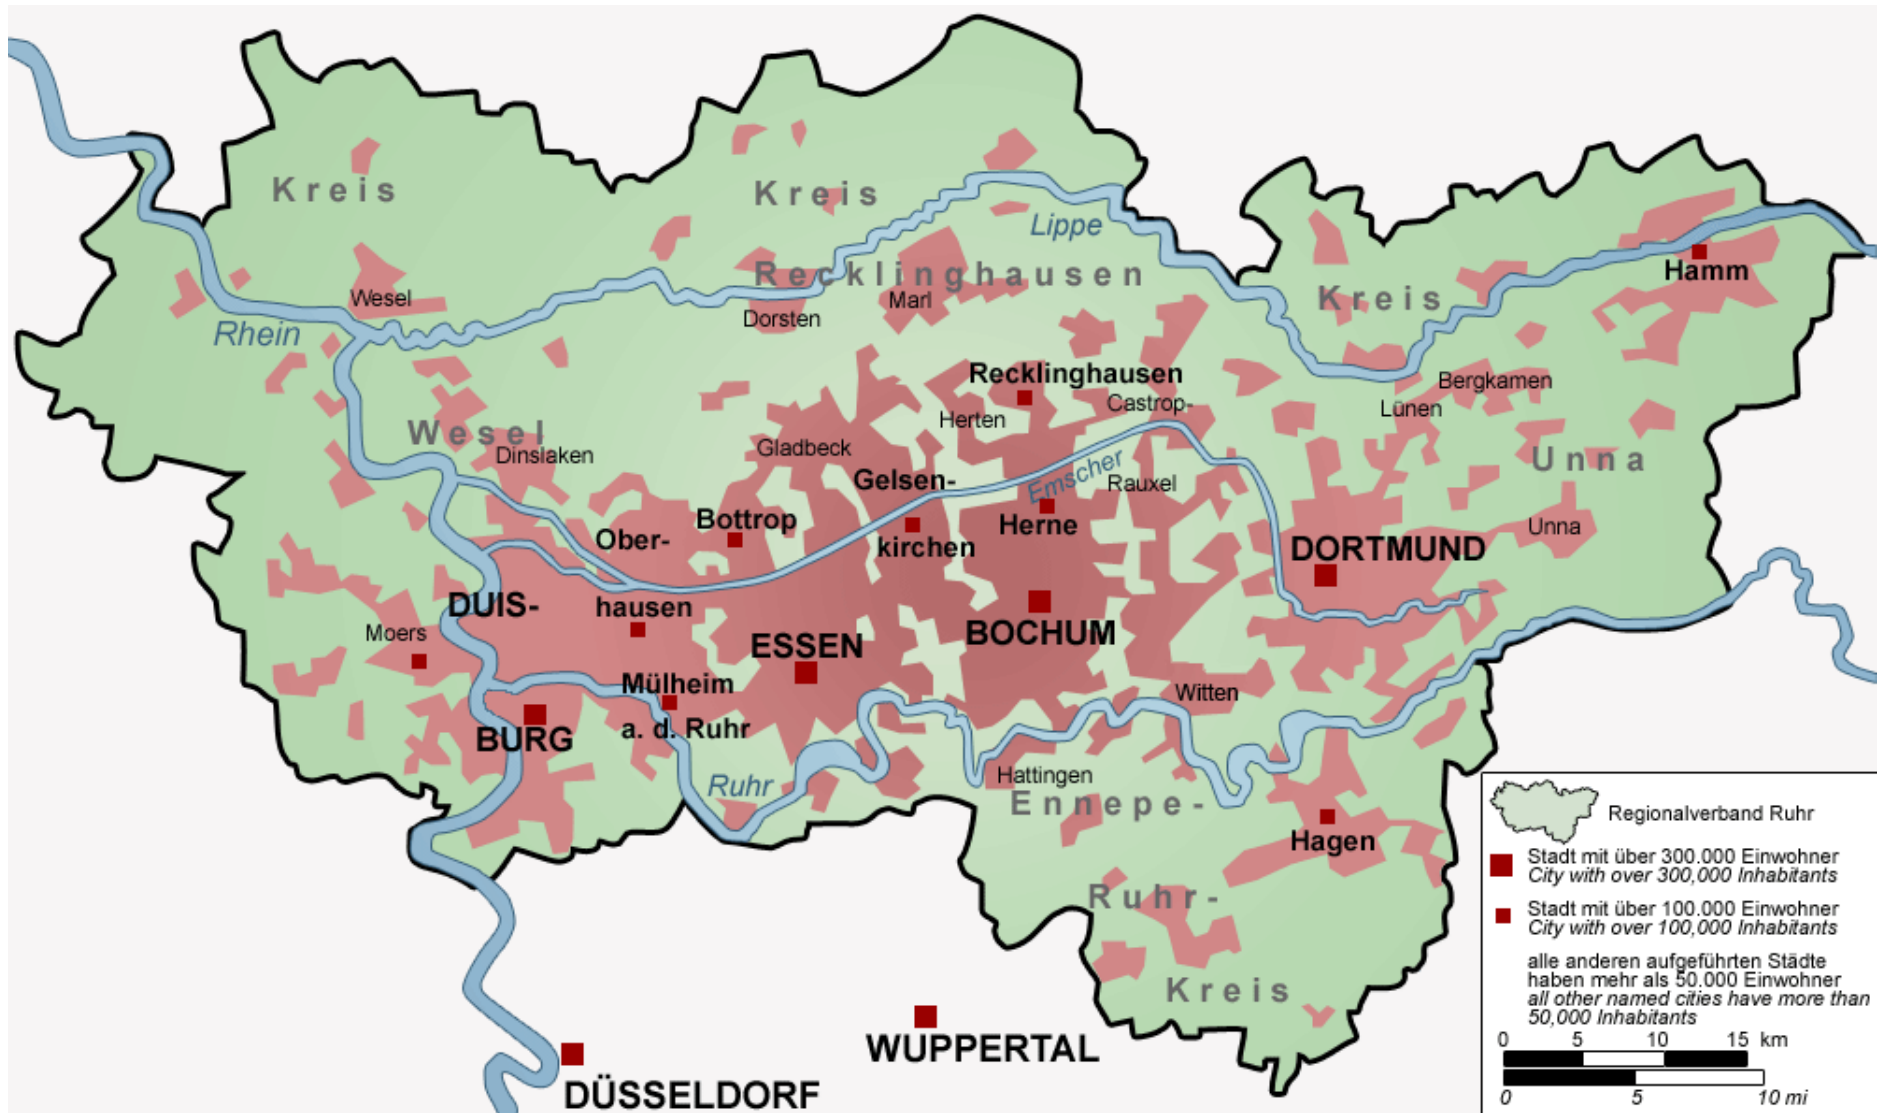 Kreis
Kreis
Lippe
Recklinghausen
Hamm
Kreis
Wesel
Marl
Dorsten
Rhein
Recklinghausen
Bergkamen
Castrop-
Lünen
Herten
Wesel
Gladbeck
Dinslaken
Unna
Emscher
Gelsen-
Rauxel
Bottrop
Herne
Unna
Ober-
kirchen
DORTMUND
DUIS-
hausen
Moers
BOCHUM
ESSEN
Mülheim
Witten
a. d. Ruhr
BURG
Hattingen
Ruhr
Ennepe-
Hagen
Ruhr-
Kreis
WUPPERTAL
DÜSSELDORF
Regionalverband Ruhr
Stadt mit über 300.000 Einwohner
City with over 300,000 Inhabitants
Stadt mit über 100.000 Einwohner
City with over 100,000 Inhabitants
alle anderen aufgeführten Städte
haben mehr als 50.000 Einwohner
all other named cities have more than
50,000 Inhabitants
0 5 10 15 km
0 5 10 mi